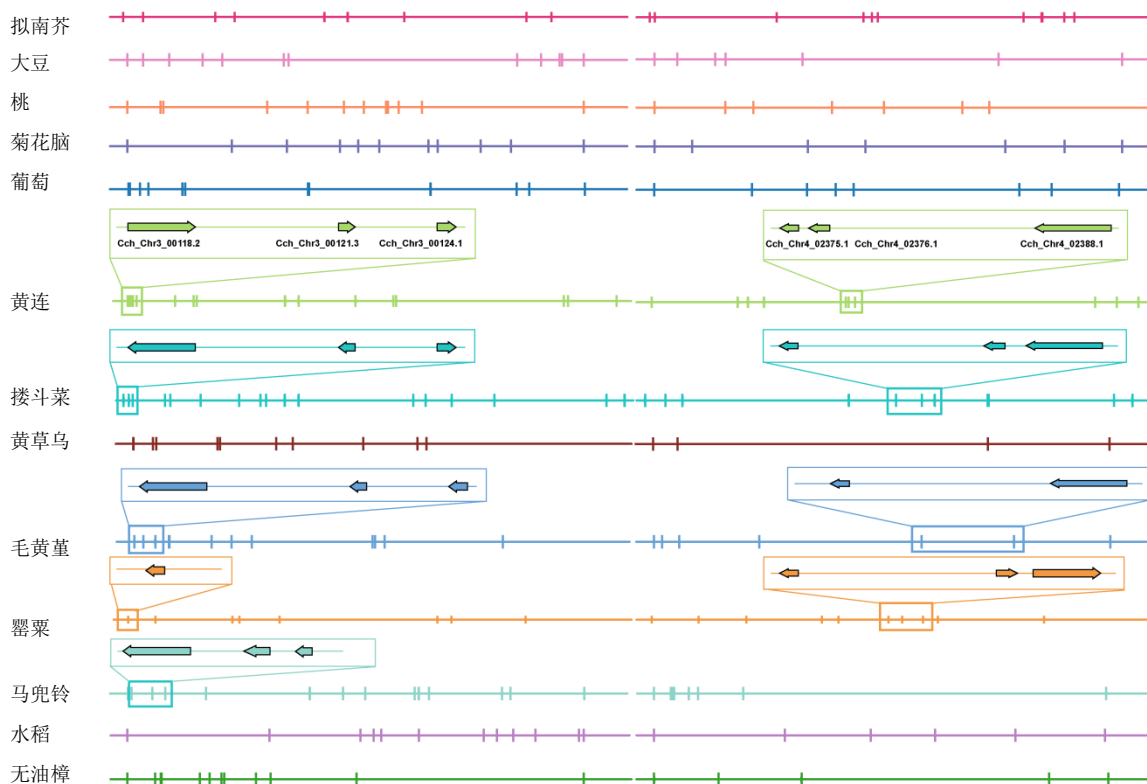 拟南芥
大豆
桃
菊花脑
葡萄
Cch_Chr3_00118.2 Cch_Chr3_00121.3 Cch_Chr3_00124.1 Cch_Chr4_02375.1 Cch_Chr4_02376.1 Cch_Chr4_02388.1
黄连
搂斗菜
黄草乌
毛黄堇
罂粟
马兜铃
水稻
无油樟